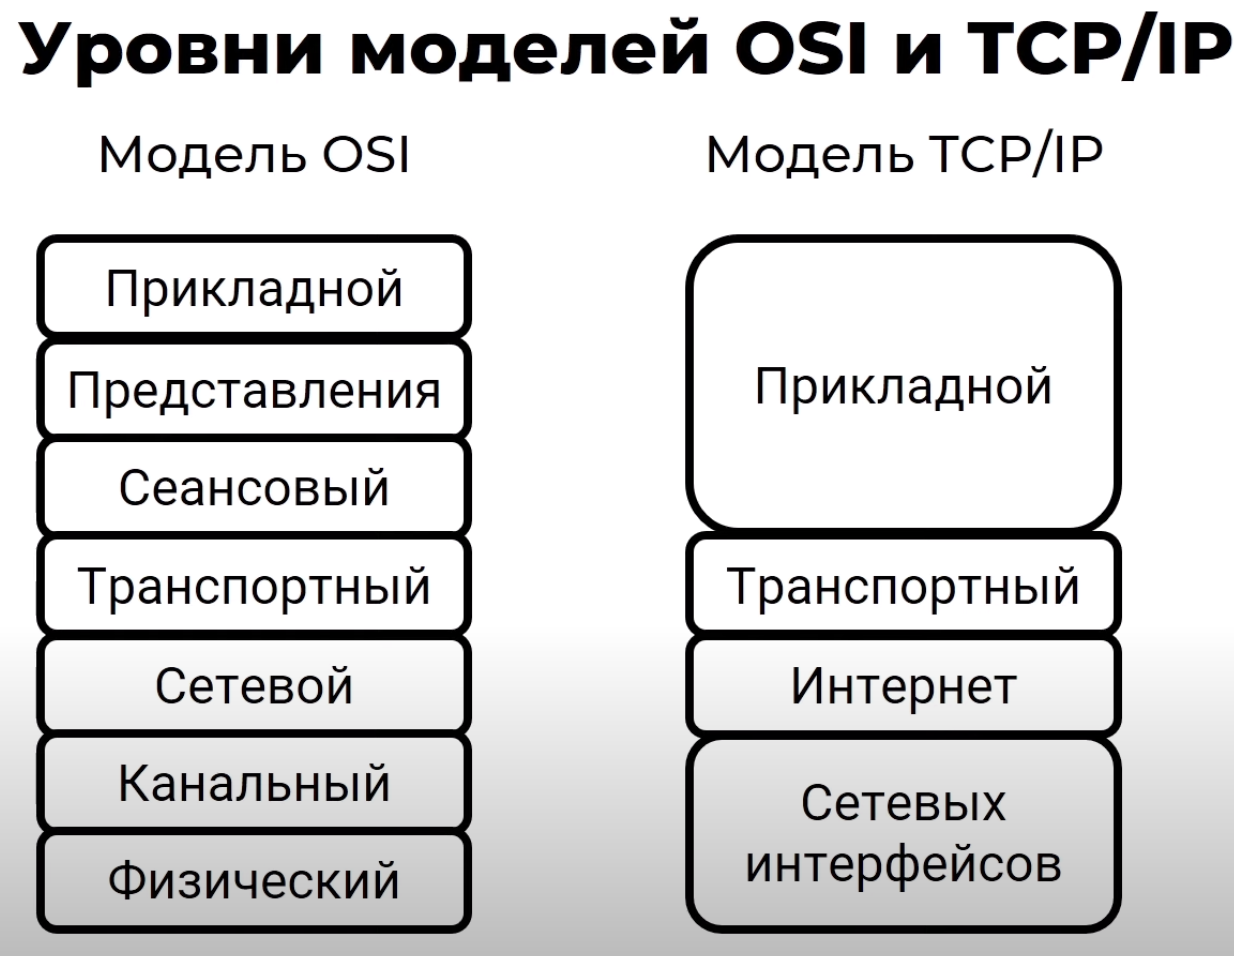 Уровни моделей OSI и TCP/IP
Модель OSI
Прикладной
Представления
Сеансовый
Транспортный
Сетевой
Канальный
Физический
Модель TCP/IP
Прикладной
Транспортный
Интернет
Сетевых
интерфейсов